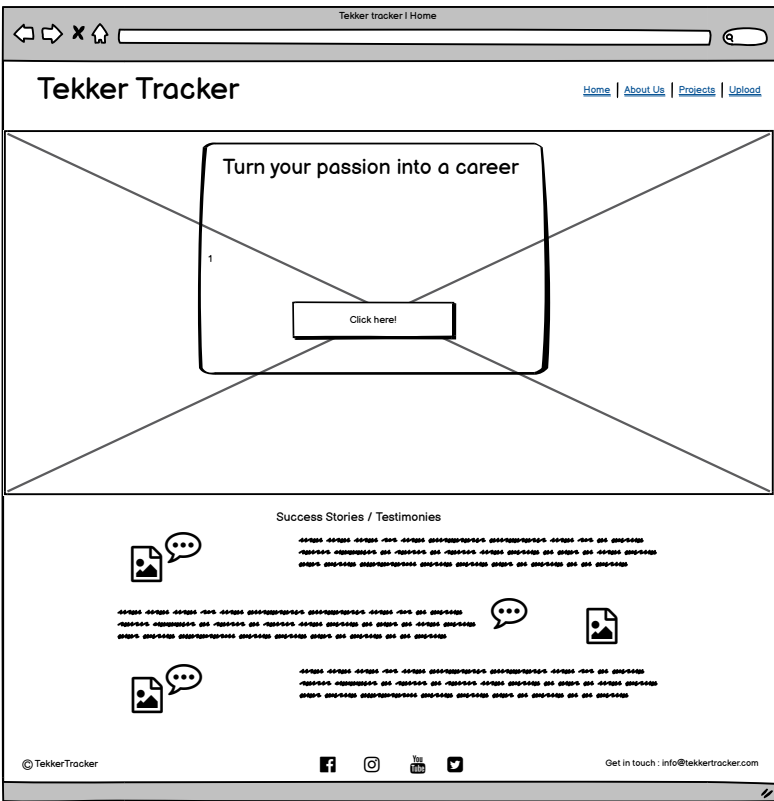 Tekker tracker | Home
Tekker Tracker
Home | About Us | Projects | Upload
Turn your passion into a career
1
Click here!
Success Stories / Testimonies
© TekkerTracker
You Tube
Get in touch : info@tekkertracker.com